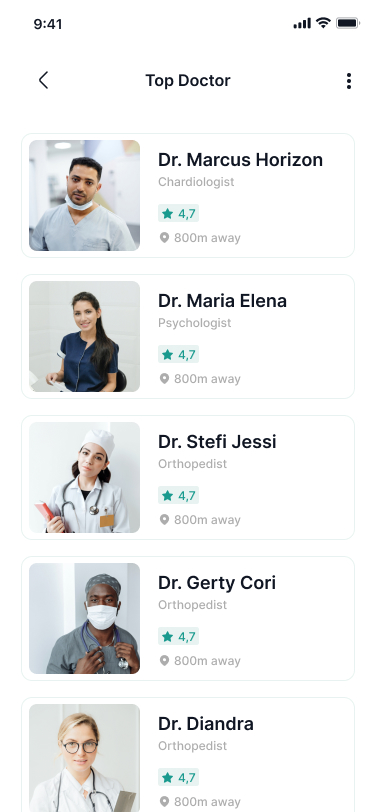 9:41
Top Doctor
Dr. Marcus Horizon
Chardiologist
4,7
800m away
Dr. Maria Elena
Psychologist
4,7
800m away
Dr. Stefi Jessi
Orthopedist
4,7
800m away
Dr. Gerty Cori
Orthopedist
4,7
800m away
Dr. Diandra
Orthopedist
4,7
800m away